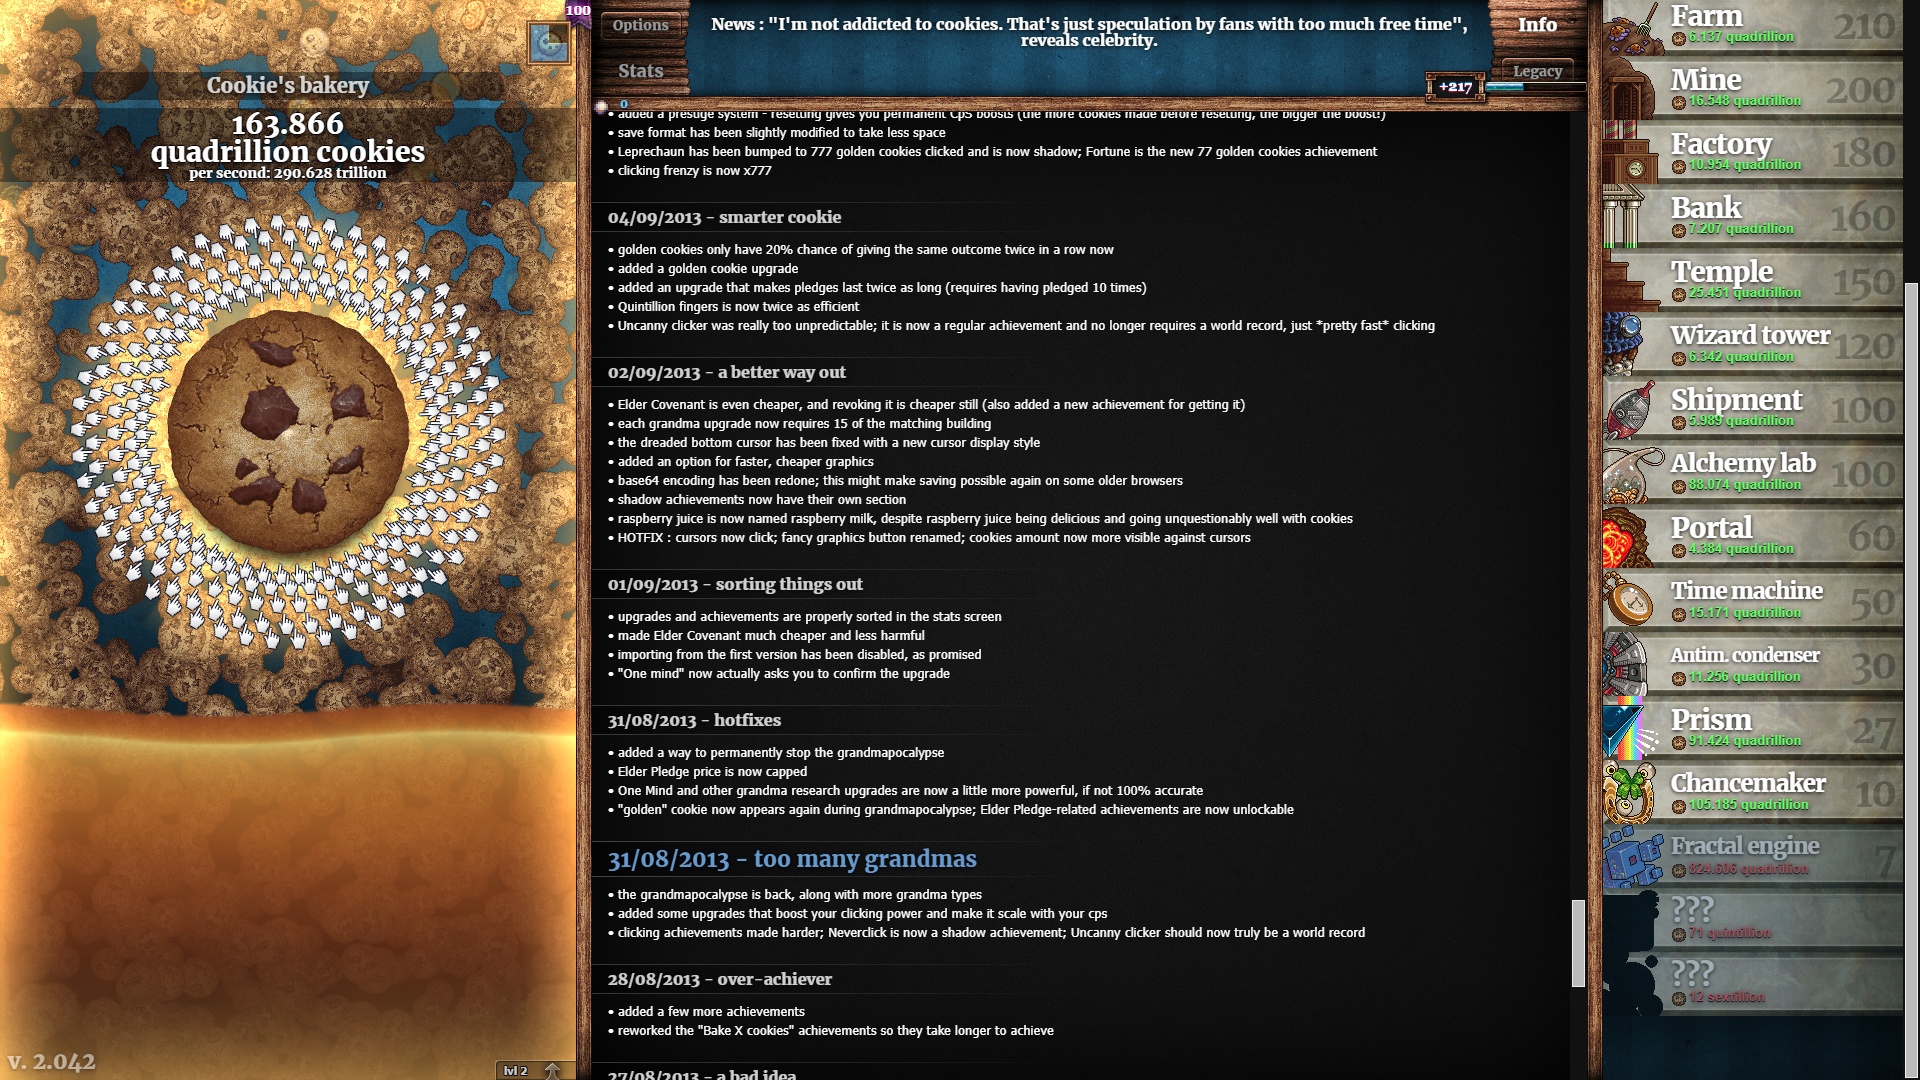 100
Options
Stats
News : "I'm not addicted to cookies. That's just speculation by fans with too much free time",
reveals celebrity.
Info
Legacy
+217
0
Cookie's bakery
163.866
quadrillion cookies
per second: 290.628 trillion
v. 2.042
lvl 2
• added a prestige system - resetting gives you permanent CpS boosts (the more cookies made before resetting, the bigger the boost!)
• save format has been slightly modified to take less space
• Leprechaun has been bumped to 777 golden cookies clicked and is now shadow; Fortune is the new 77 golden cookies achievement
• clicking frenzy is now x777
04/09/2013 - smarter cookie
• golden cookies only have 20% chance of giving the same outcome twice in a row now
• added a golden cookie upgrade
• added an upgrade that makes pledges last twice as long (requires having pledged 10 times)
• Quintillion fingers is now twice as efficient
• Uncanny clicker was really too unpredictable; it is now a regular achievement and no longer requires a world record, just *pretty fast* clicking
02/09/2013 - a better way out
• Elder Covenant is even cheaper, and revoking it is cheaper still (also added a new achievement for getting it)
• each grandma upgrade now requires 15 of the matching building
• the dreaded bottom cursor has been fixed with a new cursor display style
• added an option for faster, cheaper graphics
• base64 encoding has been redone; this might make saving possible again on some older browsers
• shadow achievements now have their own section
• raspberry juice is now named raspberry milk, despite raspberry juice being delicious and going unquestionably well with cookies
• HOTFIX : cursors now click; fancy graphics button renamed; cookies amount now more visible against cursors
01/09/2013 - sorting things out
• upgrades and achievements are properly sorted in the stats screen
• made Elder Covenant much cheaper and less harmful
• importing from the first version has been disabled, as promised
• "One mind" now actually asks you to confirm the upgrade
31/08/2013 - hotfixes
• added a way to permanently stop the grandmapocalypse
• Elder Pledge price is now capped
• One Mind and other grandma research upgrades are now a little more powerful, if not 100% accurate
• "golden" cookie now appears again during grandmapocalypse; Elder Pledge-related achievements are now unlockable
31/08/2013 - too many grandmas
• the grandmapocalypse is back, along with more grandma types
• added some upgrades that boost your clicking power and make it scale with your cps
• clicking achievements made harder; Neverclick is now a shadow achievement; Uncanny clicker should now truly be a world record
28/08/2013 - over-achiever
• added a few more achievements
• reworked the "Bake X cookies" achievements so they take longer to achieve
27/08/2013 - a bad idea
Farm 210
6.137 quadrillion
Mine 200
16.548 quadrillion
Factory 180
10.954 quadrillion
Bank 160
7.207 quadrillion
Temple 150
25.451 quadrillion
Wizard tower 120
6.342 quadrillion
Shipment 100
5.989 quadrillion
Alchemy lab 100
88.074 quadrillion
Portal 60
4.384 quadrillion
Time machine 50
15.171 quadrillion
Antim. condenser 30
11.256 quadrillion
Prism 27
91.424 quadrillion
Chancemaker 10
105.185 quadrillion
Fractal engine 7
824.606 quadrillion
???
71 quintillion
???
12 sextillion